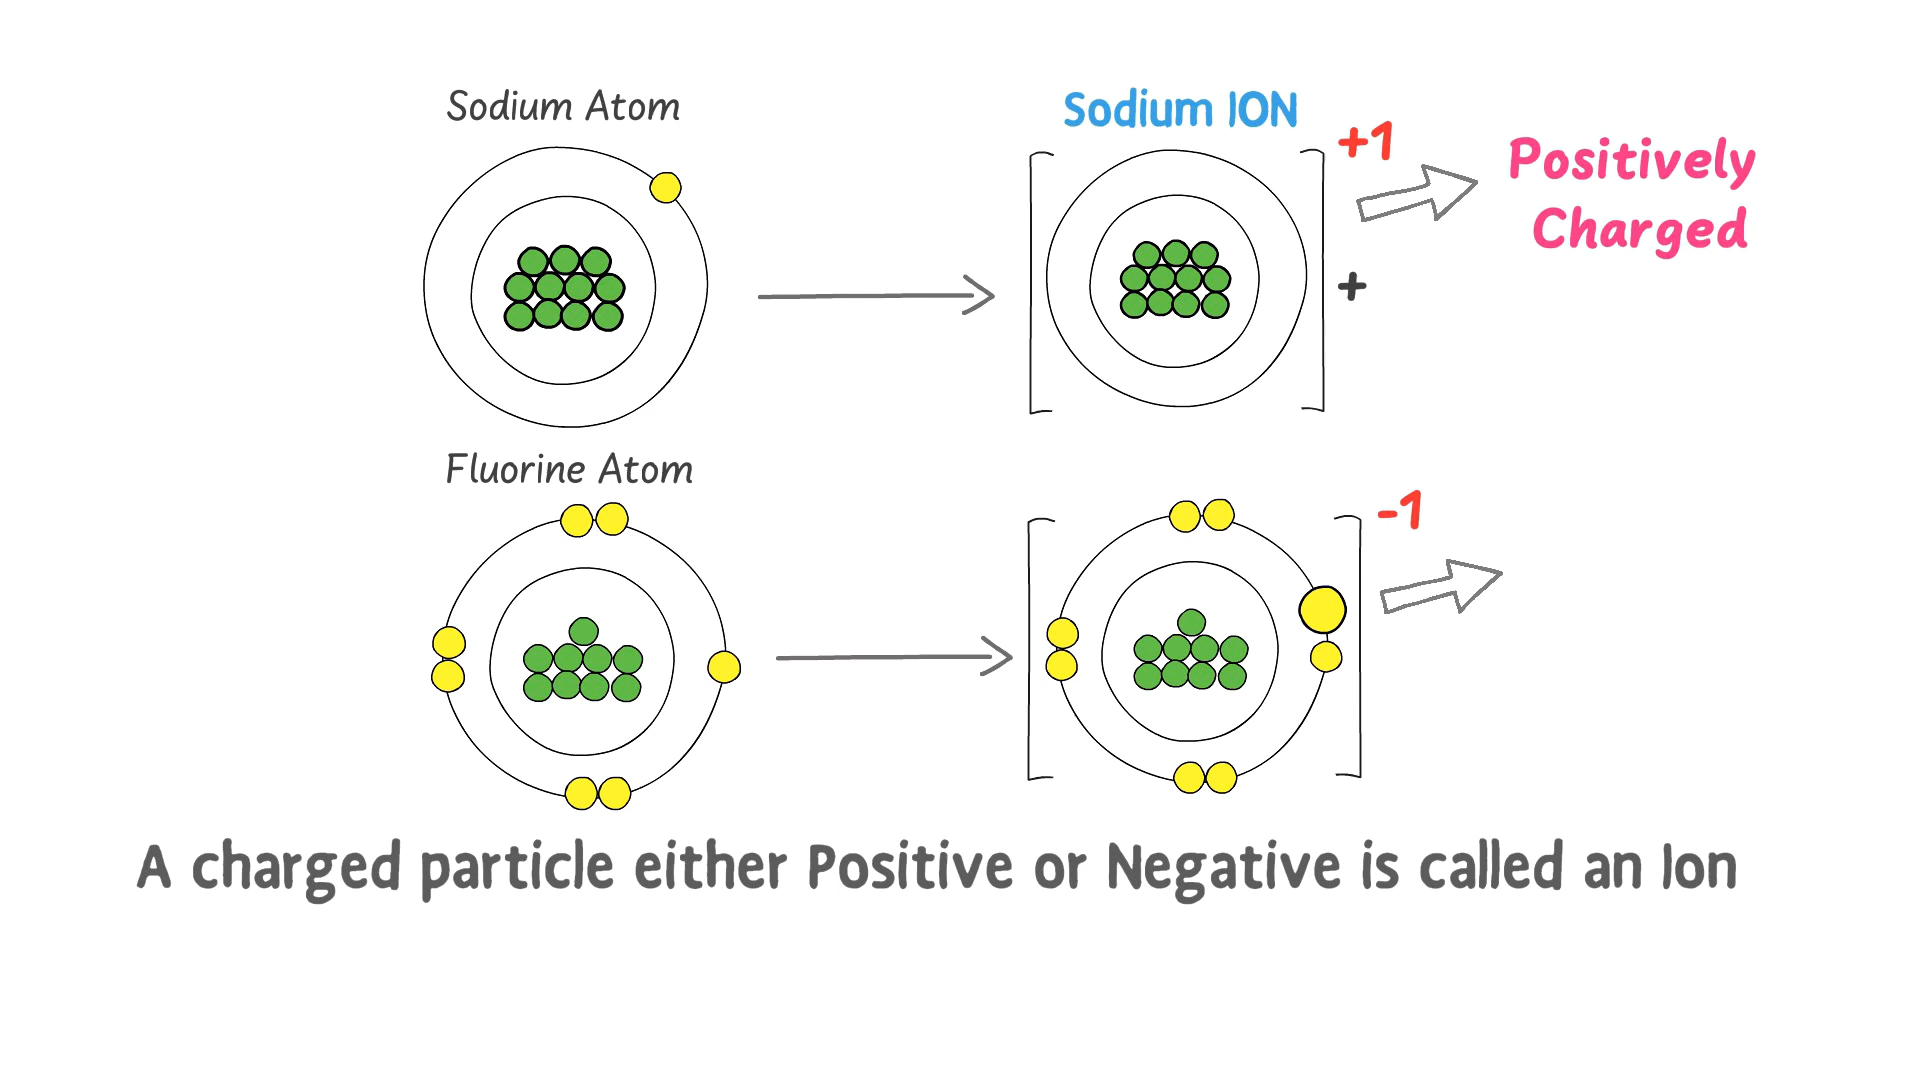 Sodium Atom
Sodium ION
+1
Positively
Charged
+
Fluorine Atom
-1
A charged particle either Positive or Negative is called an Ion